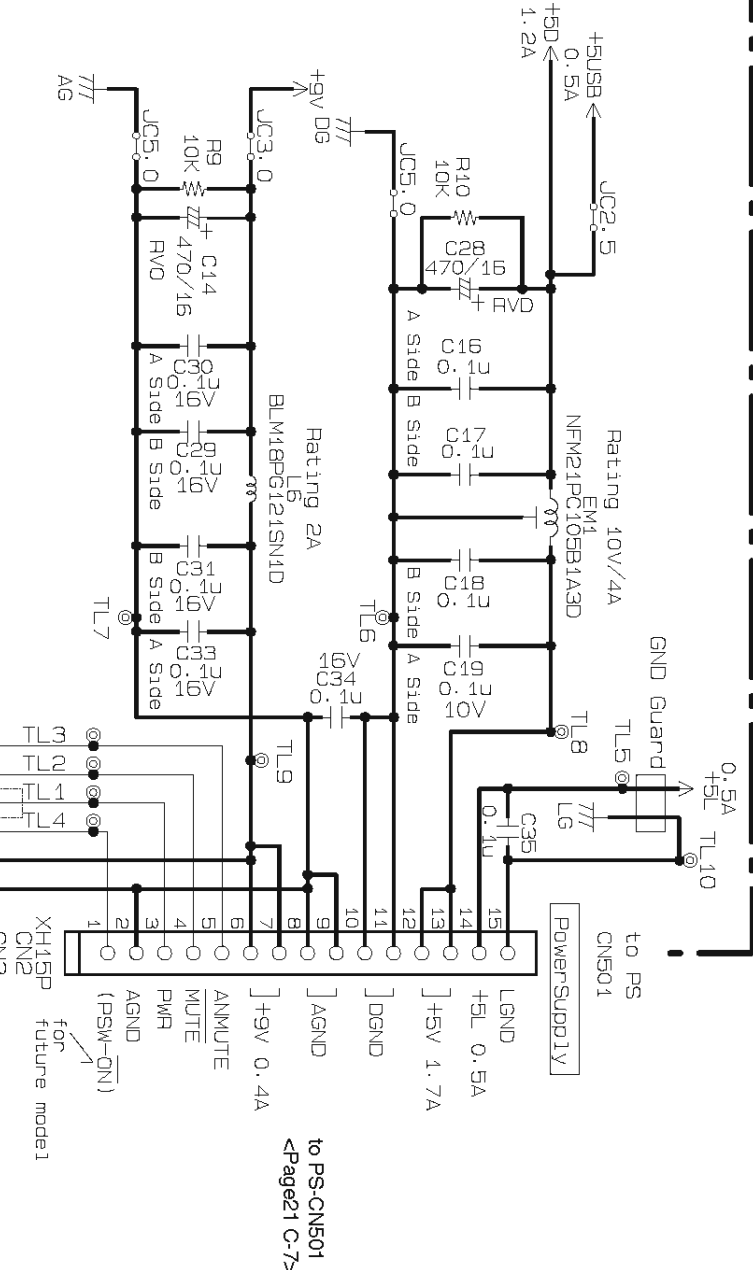 +5D
1.2A
+5USB
0.5A
JC2.5
+9V
DG
AG
JC5.0
R9
10K
JC3.0
JC5.0
R10
10K
C14
470/16
RVO
C28
470/16
RVD
A Side
C16
0.1u
A Side
C30
0.1u
16V
B Side
C17
0.1u
B Side
C29
0.1u
16V
Rating 2A
L6
BLM18PG121SN1D
Rating 10V/4A
EM1
NFM21PC105B1A3D
B Side
C31
0.1u
16V
B Side
C18
0.1u
TL7
TL6
A Side
C33
0.1u
16V
A Side
C19
0.1u
10V
16V
C34
0.1u
TL8
TL9
GND Guard
TL5
0.5A
+5L
LG
TL10
C35
0.1u
TL3
TL2
TL1
TL4
1
2
3
4
5
6
7
8
9
10
11
12
13
14
15
XH15P
CN2
PowerSupply
to PS
CN501
(PSW-ON)
AGND
PWR
MUTE
ANMUTE
+9V 0.4A
AGND
DGND
+5V 1.7A
+5L 0.5A
LGND
for
future model
to PS-CN501
<Page21 C-7>